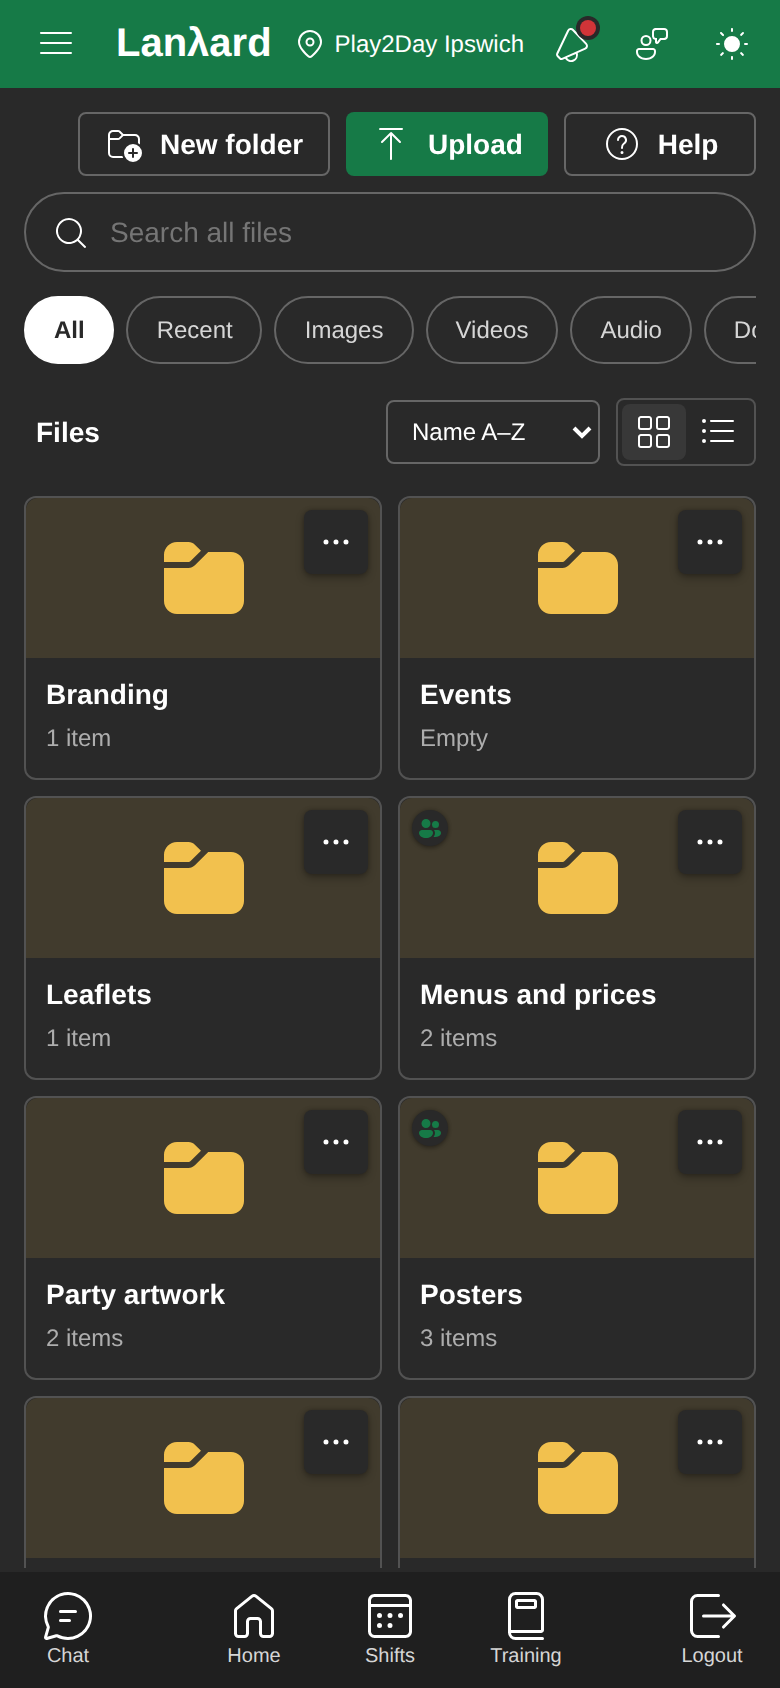 Lanλard
Play2Day Ipswich
New folder
Upload
Help
Search all files
All
Recent
Images
Videos
Audio
Files
Name A–Z
Branding
1 item
Events
Empty
Leaflets
1 item
Menus and prices
2 items
Party artwork
2 items
Posters
3 items
Chat
Home
Shifts
Training
Logout